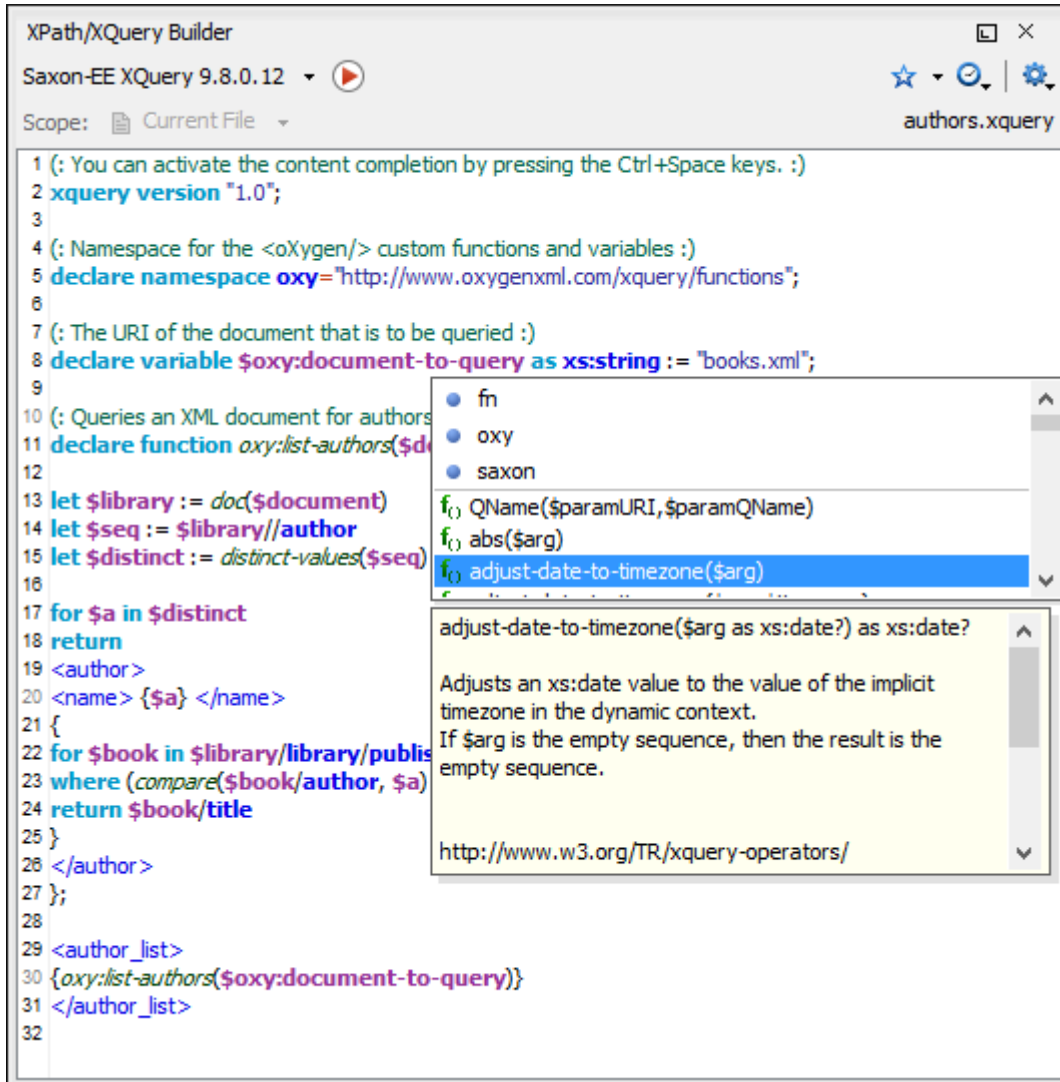 XPath/XQuery Builder
Saxon-EE XQuery 9.8.0.12
Scope: Current File authors.xquery
1 (: You can activate the content completion by pressing the Ctrl+Space keys. :)
2 xquery version "1.0";
3
4 (: Namespace for the <oXygen/> custom functions and variables :)
5 declare namespace oxy="http://www.oxygenxml.com/xquery/functions";
6
7 (: The URI of the document that is to be queried :)
8 declare variable $oxy:document-to-query as xs:string := "books.xml";
9
10 (: Queries an XML document for authors
11 declare function oxy:list-authors(
12
13 let $library := doc($document)
14 let $seq := $library//author
15 let $distinct := distinct-values($seq)
16
17 for $a in $distinct
18 return
19 <author>
20 <name> {$a} </name>
21 {
22 for $book in $library/library/publis
23 where (compare($book/author, $a)
24 return $book/title
25 }
26 </author>
27 };
28
29 <author_list>
30 {oxy:list-authors($oxy:document-to-query)}
31 </author_list>
32
fn
oxy
saxon
f() QName($paramURI,$paramQName)
f() abs($arg)
f() adjust-date-to-timezone($arg)
adjust-date-to-timezone($arg as xs:date?) as xs:date?
Adjusts an xs:date value to the value of the implicit
timezone in the dynamic context.
If $arg is the empty sequence, then the result is the
empty sequence.
http://www.w3.org/TR/xquery-operators/